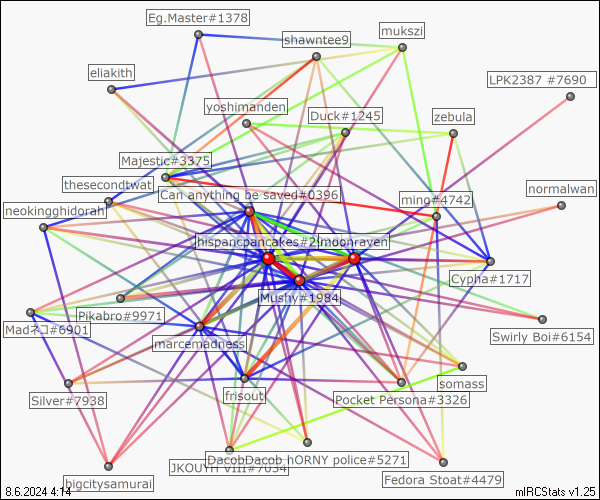 Eg.Master#1378
mukszi
shawntee9
eliakith
LPK2387 #7690
yoshimanden
Duck#1245
zebula
Majestic#3375
thesecondtwat
Can anything be saved#0396
normalwan
neokingghidorah
ming#4742
hispancpancakes#2
lmoonraven
Cypha#1717
Mushy#1984
Pikabro#9971
Madネコ#6901
Swirly Boi#6154
marcemadness
somass
frisout
Silver#7938
Pocket Persona#3326
DacobDacob hORNY police#5271
JKOUYH VIII#7034
bigcitysamurai
Fedora Stoat#4479
8.6.2024 4:14
mIRCStats v1.25